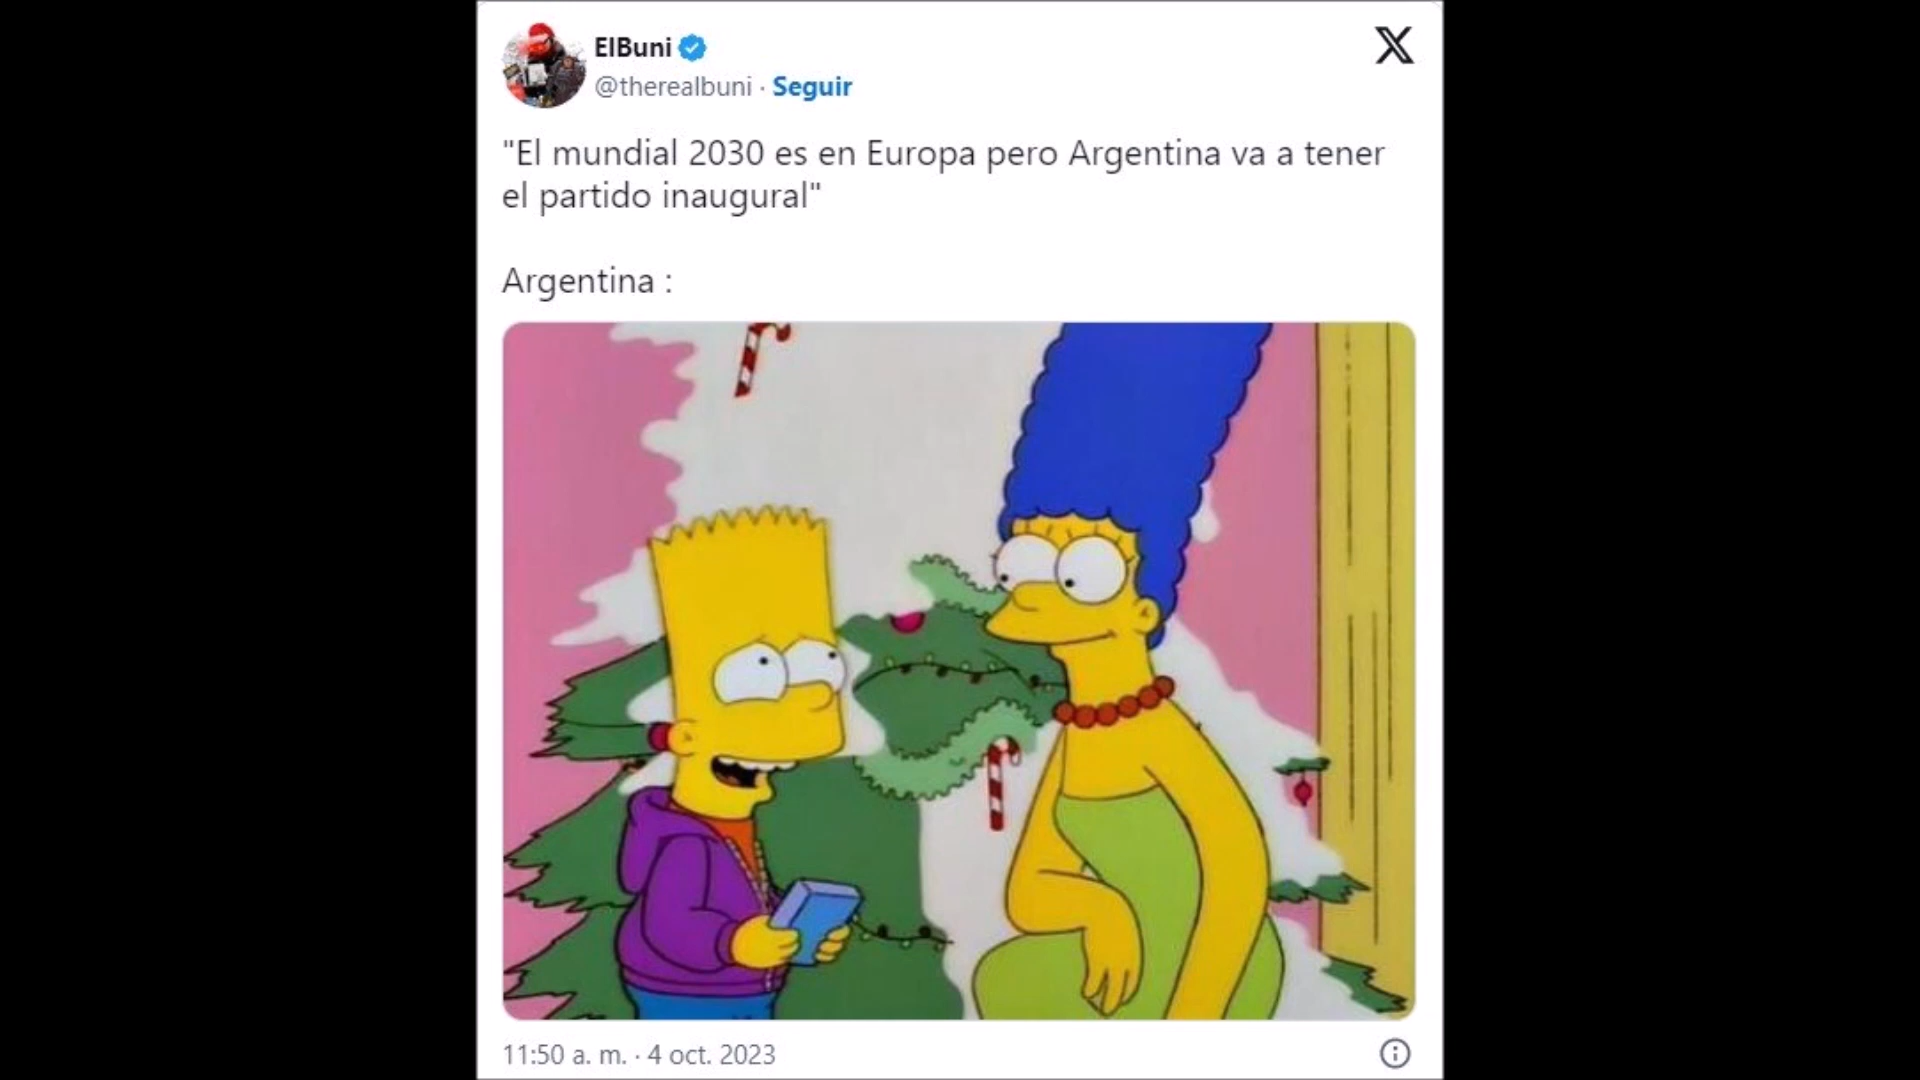 ElBuni
@therealbuni · Seguir
"El mundial 2030 es en Europa pero Argentina va a tener
el partido inaugural"
Argentina :
11:50 a. m. · 4 oct. 2023